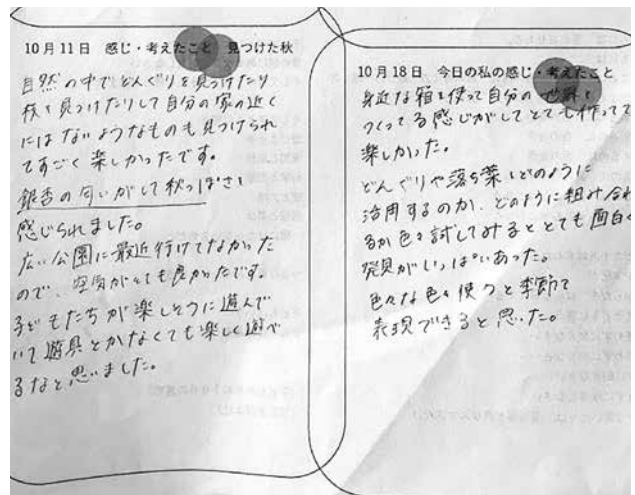 10月11日 感じ・考えたこと 見つけた秋
自然の中でどんぐりを見つけたり
枝を見つけたりして自分の家の近く
にはないようなものも見つけられ
てすごく楽しかったです。
銀杏の匂いがして秋っぽさも
感じられました。
広い公園に最近行けてなかった
ので、空気がとても良かったです。
子どもたちが楽しそうに遊んで
いて遊具とかなくても楽しく遊べ
るなと思いました。
10月18日 今日の私の感じ・考えたこと
身近な箱を使って自分の世界を
つくってる感じがしてとても作ってて
楽しかった。
どんぐりや落ち葉をどのように
活用するのか、どのように組み合わせ
るか色々試してみるととても面白く
発見がいっぱいあった。
色々な色を使うと季節で
表現できると思った。